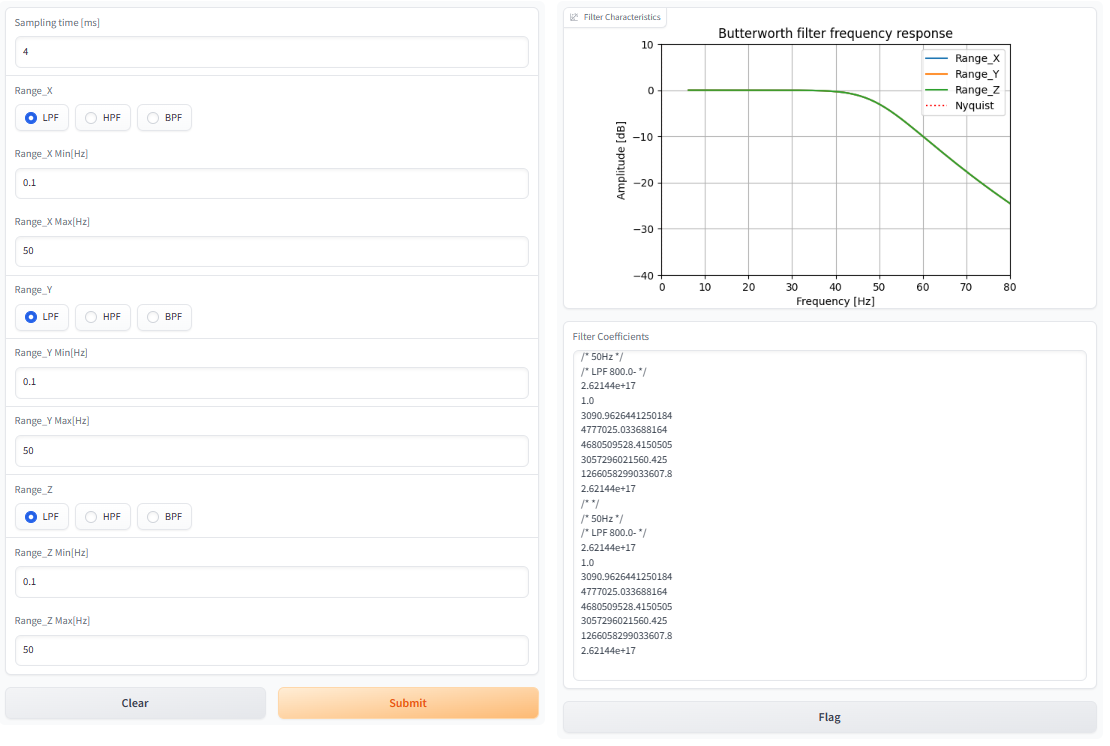 Sampling time [ms]
4
Range_X
LPF HPF BPF
Range_X Min[Hz]
0.1
Range_X Max[Hz]
50
Range_Y
LPF HPF BPF
Range_Y Min[Hz]
0.1
Range_Y Max[Hz]
50
Range_Z
LPF HPF BPF
Range_Z Min[Hz]
0.1
Range_Z Max[Hz]
50
Clear
Submit
Filter Characteristics
Butterworth filter frequency response
10
0
−10
−20
−30
−40
Amplitude [dB]
Range_X
Range_Y
Range_Z
Nyquist
0 10 20 30 40 50 60 70 80
Frequency [Hz]
Filter Coefficients
/* 50Hz */
/* LPF 800.0- */
2.62144e+17
1.0
3090.9626441250184
4777025.033688164
4680509528.4150505
3057296021560.425
1266058299033607.8
2.62144e+17
/* */
/* 50Hz */
/* LPF 800.0- */
2.62144e+17
1.0
3090.9626441250184
4777025.033688164
4680509528.4150505
3057296021560.425
1266058299033607.8
2.62144e+17
Flag